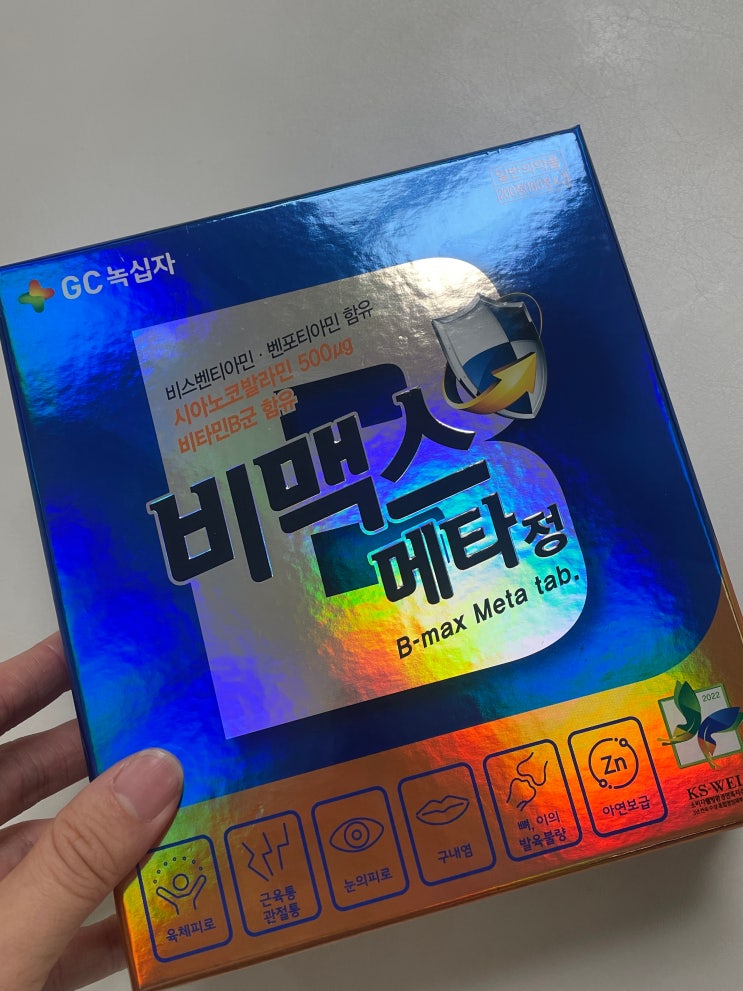 일반의약품
GC 녹십자
비스벤티아민 · 벤포티아민 함유
시아노코발라민 500㎍
비타민B군 함유
비맥스
메타정
B-max Meta tab.
2022
KS-WEI
육체피로
근육통
관절통
눈의피로
구내염
뼈, 이의
발육불량
Zn
아연보급